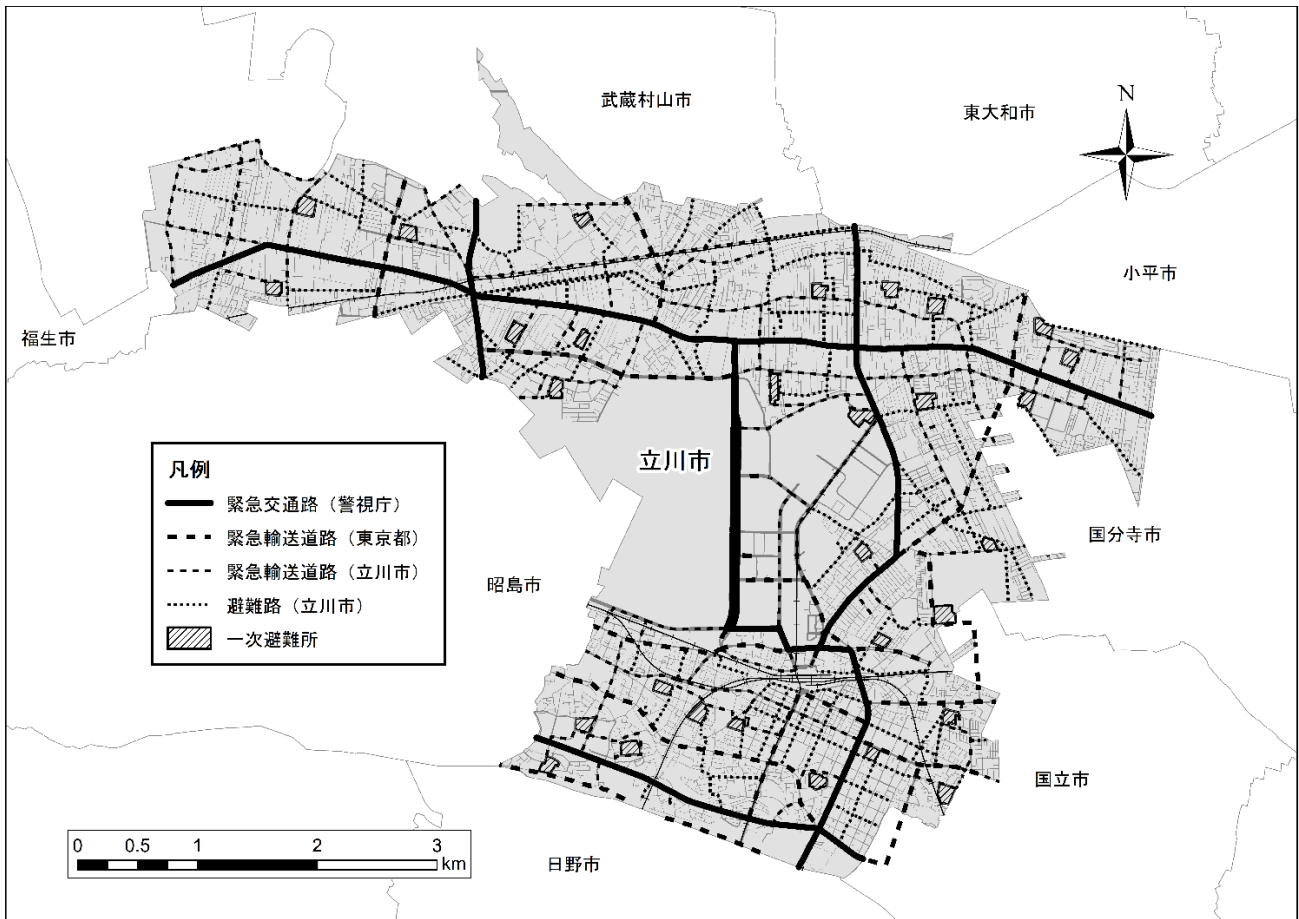 武蔵村山市
東大和市
N
小平市
福生市
立川市
凡例
緊急交通路（警視庁）
緊急輸送道路（東京都）
緊急輸送道路（立川市）
避難路（立川市）
一次避難所
国分寺市
昭島市
国立市
日野市
0 0.5 1 2 3
km